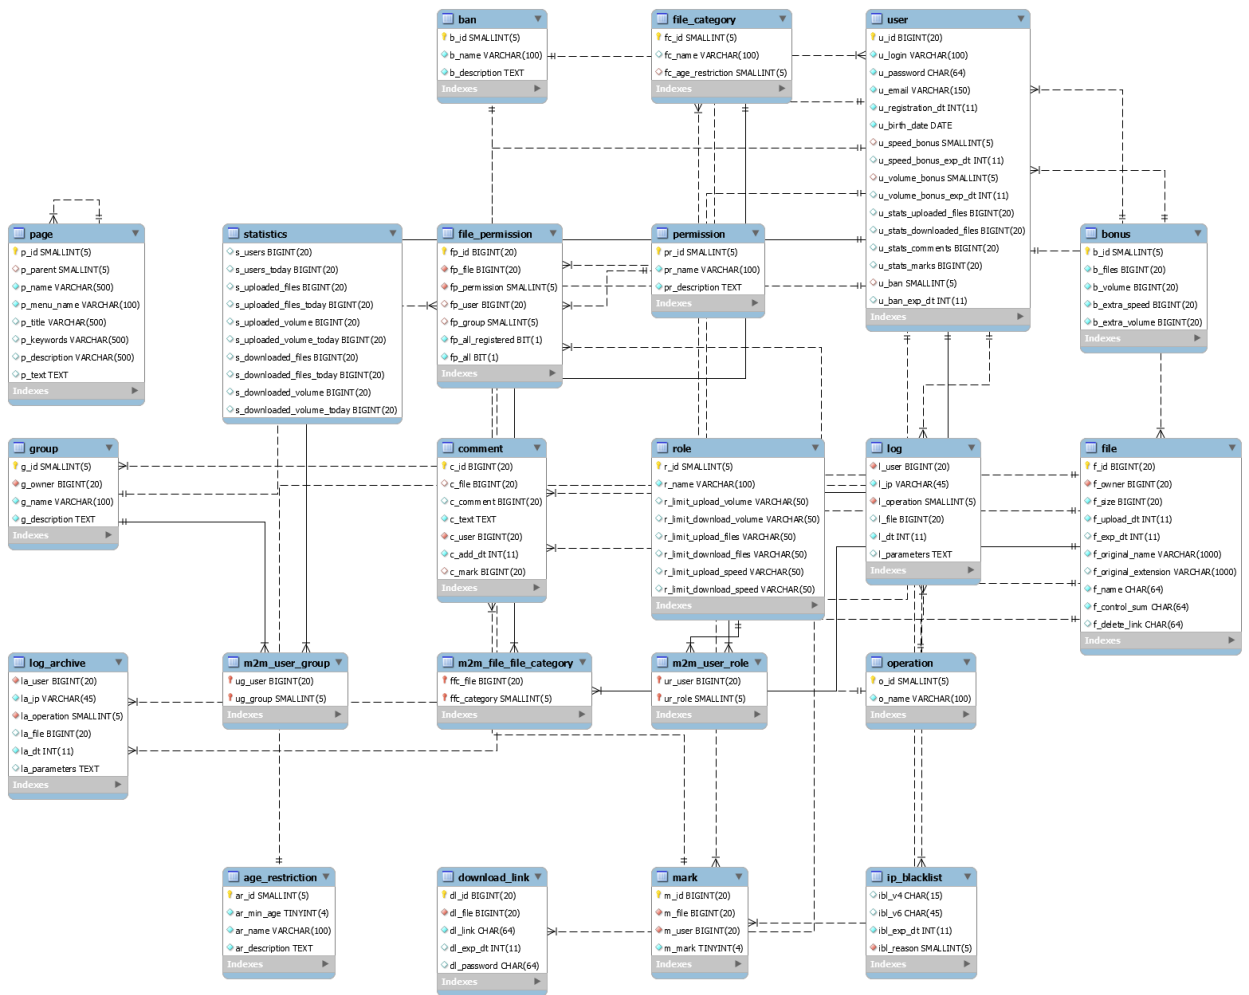 ban
b_id SMALLINT(5)
b_name VARCHAR(100)
b_description TEXT
Indexes
file_category
fc_id SMALLINT(5)
fc_name VARCHAR(100)
fc_age_restriction SMALLINT(5)
Indexes
user
u_id BIGINT(20)
u_login VARCHAR(100)
u_password CHAR(64)
u_email VARCHAR(150)
u_registration_dt INT(11)
u_birth_date DATE
u_speed_bonus SMALLINT(5)
u_speed_bonus_exp_dt INT(11)
u_volume_bonus SMALLINT(5)
u_volume_bonus_exp_dt INT(11)
u_stats_uploaded_files BIGINT(20)
u_stats_downloaded_files BIGINT(20)
u_stats_comments BIGINT(20)
u_stats_marks BIGINT(20)
u_ban SMALLINT(5)
u_ban_exp_dt INT(11)
Indexes
page
p_id SMALLINT(5)
p_parent SMALLINT(5)
p_name VARCHAR(500)
p_menu_name VARCHAR(100)
p_title VARCHAR(500)
p_keywords VARCHAR(500)
p_description VARCHAR(500)
p_text TEXT
Indexes
statistics
s_users BIGINT(20)
s_users_today BIGINT(20)
s_uploaded_files BIGINT(20)
s_uploaded_files_today BIGINT(20)
s_uploaded_volume BIGINT(20)
s_uploaded_volume_today BIGINT(20)
s_downloaded_files BIGINT(20)
s_downloaded_files_today BIGINT(20)
s_downloaded_volume BIGINT(20)
s_downloaded_volume_today BIGINT(20)
file_permission
fp_id BIGINT(20)
fp_file BIGINT(20)
fp_permission SMALLINT(5)
fp_user BIGINT(20)
fp_group SMALLINT(5)
fp_all_registered BIT(1)
fp_all BIT(1)
Indexes
permission
pr_id SMALLINT(5)
pr_name VARCHAR(100)
pr_description TEXT
Indexes
bonus
b_id SMALLINT(5)
b_files BIGINT(20)
b_volume BIGINT(20)
b_extra_speed BIGINT(20)
b_extra_volume BIGINT(20)
Indexes
group
g_id SMALLINT(5)
g_owner BIGINT(20)
g_name VARCHAR(100)
g_description TEXT
Indexes
comment
c_id BIGINT(20)
c_file BIGINT(20)
c_comment BIGINT(20)
c_text TEXT
c_user BIGINT(20)
c_add_dt INT(11)
c_mark BIGINT(20)
Indexes
role
r_id SMALLINT(5)
r_name VARCHAR(100)
r_limit_upload_volume VARCHAR(50)
r_limit_download_volume VARCHAR(50)
r_limit_upload_files VARCHAR(50)
r_limit_download_files VARCHAR(50)
r_limit_upload_speed VARCHAR(50)
r_limit_download_speed VARCHAR(50)
Indexes
log
l_user BIGINT(20)
l_ip VARCHAR(45)
l_operation SMALLINT(5)
l_file BIGINT(20)
l_dt INT(11)
l_parameters TEXT
Indexes
file
f_id BIGINT(20)
f_owner BIGINT(20)
f_size BIGINT(20)
f_upload_dt INT(11)
f_exp_dt INT(11)
f_original_name VARCHAR(1000)
f_original_extension VARCHAR(1000)
f_name CHAR(64)
f_control_sum CHAR(64)
f_delete_link CHAR(64)
Indexes
log_archive
la_user BIGINT(20)
la_ip VARCHAR(45)
la_operation SMALLINT(5)
la_file BIGINT(20)
la_dt INT(11)
la_parameters TEXT
Indexes
m2m_user_group
ug_user BIGINT(20)
ug_group SMALLINT(5)
Indexes
m2m_file_file_category
ffc_file BIGINT(20)
ffc_category SMALLINT(5)
Indexes
m2m_user_role
ur_user BIGINT(20)
ur_role SMALLINT(5)
Indexes
operation
o_id SMALLINT(5)
o_name VARCHAR(100)
Indexes
age_restriction
ar_id SMALLINT(5)
ar_min_age TINYINT(4)
ar_name VARCHAR(100)
ar_description TEXT
Indexes
download_link
dl_id BIGINT(20)
dl_file BIGINT(20)
dl_link CHAR(64)
dl_exp_dt INT(11)
dl_password CHAR(64)
Indexes
mark
m_id BIGINT(20)
m_file BIGINT(20)
m_user BIGINT(20)
m_mark TINYINT(4)
Indexes
ip_blacklist
ibl_v4 CHAR(15)
ibl_v6 CHAR(45)
ibl_exp_dt INT(11)
ibl_reason SMALLINT(5)
Indexes